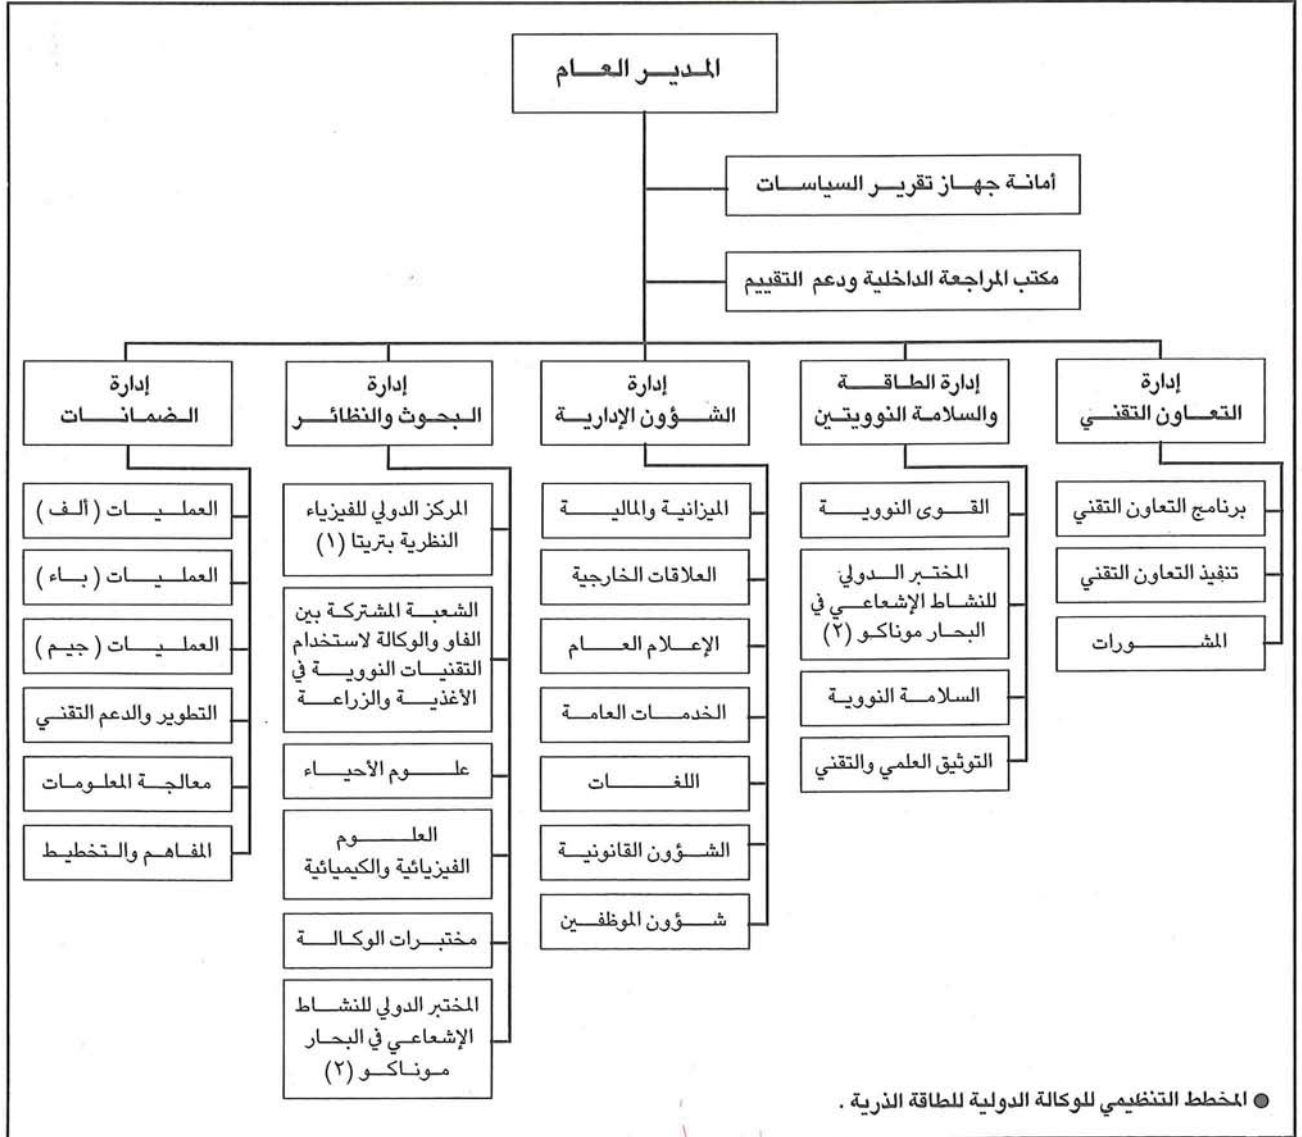 المدير العام
أمانة جهاز تقرير السياسات
مكتب المراجعة الداخلية ودعم التقييم
إدارة
التعاون التقني
برنامج التعاون التقني
تنفيذ التعاون التقني
المشورات
إدارة الطاقة
والسلامة النوويتين
القوى النووية
المختبر الدولي
للنشاط الإشعاعي في
البحار موناكو (٢)
السلامة النووية
التوثيق العلمي والتقني
إدارة
الشؤون الإدارية
الميزانية والمالية
العلاقات الخارجية
الإعلام العام
الخدمات العامة
اللغات
الشؤون القانونية
شؤون الموظفين
إدارة
البحوث والنظائر
المركز الدولي للفيزياء
النظرية بتريتا (١)
الشعبة المشتركة بين
الفاو والوكالة لاستخدام
التقنيات النووية في
الأغذية والزراعة
علوم الأحياء
العلوم
الفيزيائية والكيميائية
مختبرات الوكالة
المختبر الدولي للنشاط
الإشعاعي في البحار
موناكو (٢)
إدارة
الضمانات
العمليات (ألف)
العمليات (باء)
العمليات (جيم)
التطوير والدعم التقني
معالجة المعلومات
المفاهيم والتخطيط
● المخطط التنظيمي للوكالة الدولية للطاقة الذرية .